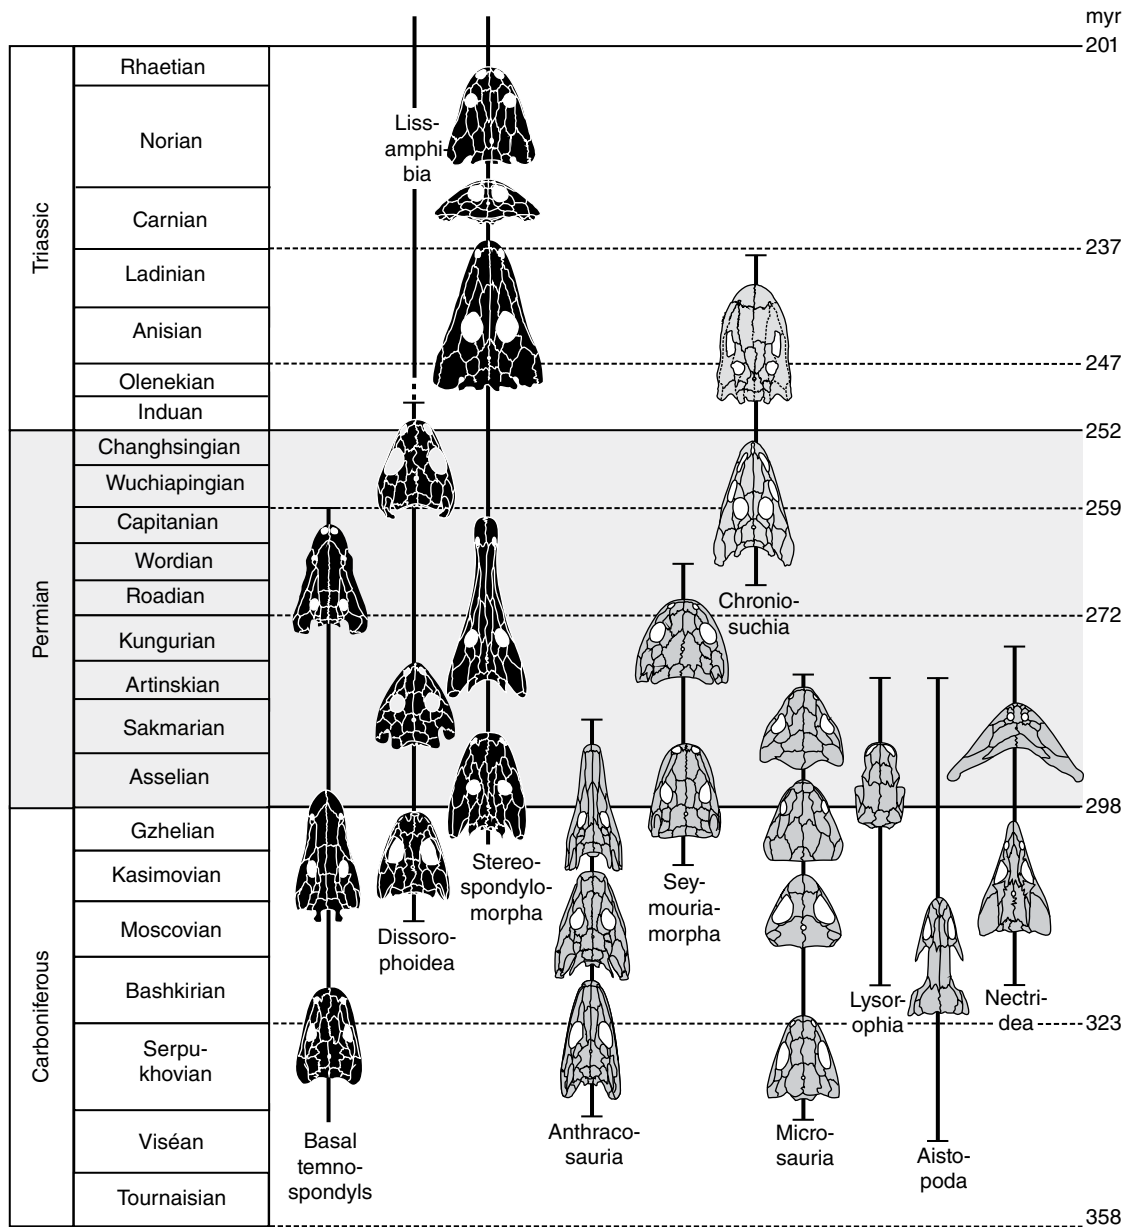 myr
201
Rhaetian
Liss-
amphi-
bia
Norian
Carnian
237
Triassic
Ladinian
Anisian
247
Olenekian
Induan
252
Changhsingian
Wuchiapingian
259
Capitanian
Wordian
Roadian
Chronio-
suchia
272
Permian
Kungurian
Artinskian
Sakmarian
Asselian
298
Gzhelian
Kasimovian
Stereo-
spondylo-
morpha
Sey-
mouria-
morpha
Moscovian
Dissoro-
phoidea
Carboniferous
Bashkirian
Lysor-
ophia
Nectri-
dea
323
Serpu-
khovian
Viséan
Basal
temno-
spondyls
Anthraco-
sauria
Micro-
sauria
Aisto-
poda
Tournaisian
358